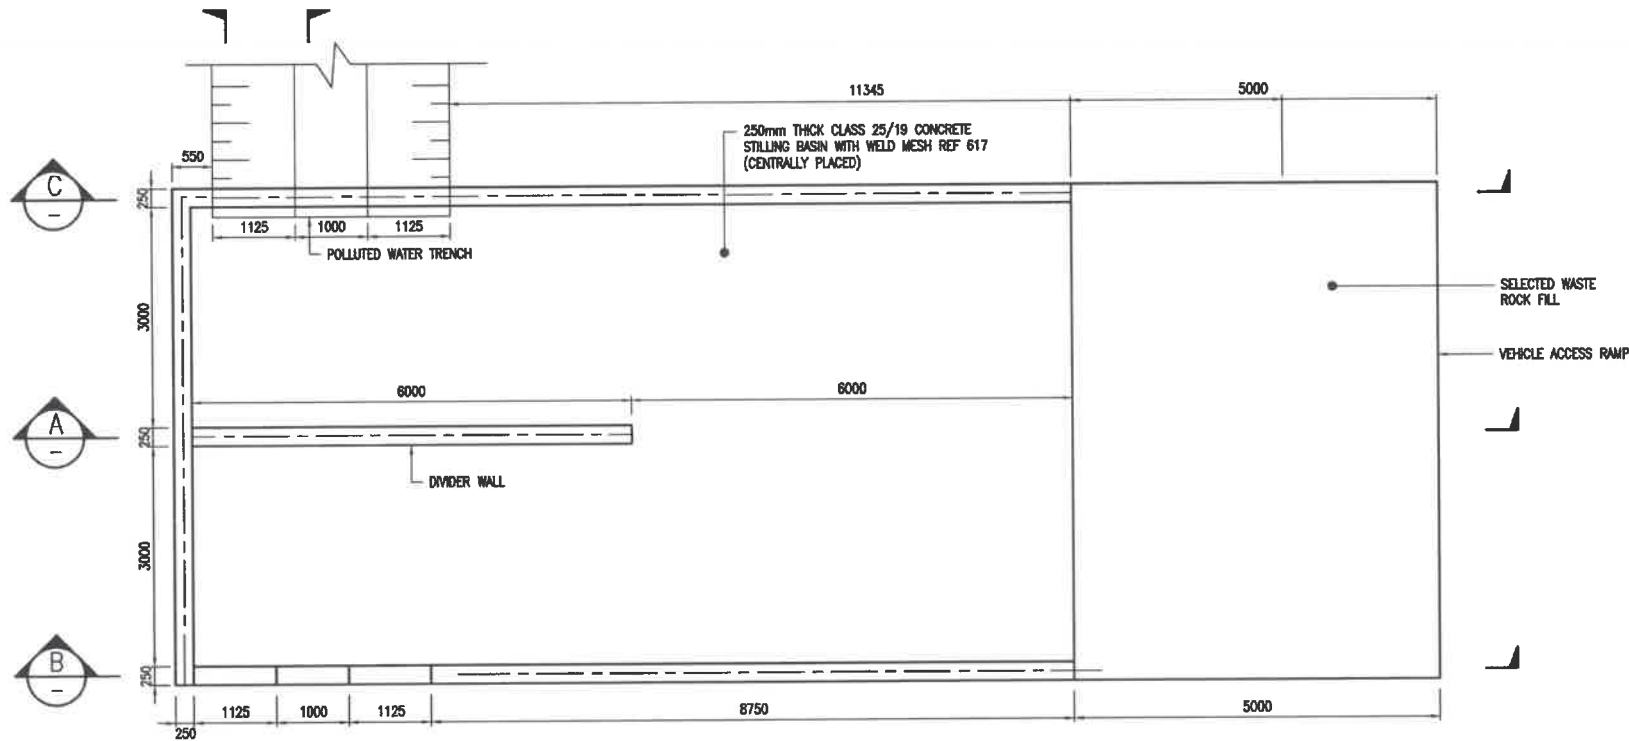 11345
5000
250mm THICK CLASS 25/19 CONCRETE
STILLING BASIN WITH WELD MESH REF 617
(CENTRALLY PLACED)
550
C
-
250
1125
1000
1125
POLLUTED WATER TRENCH
SELECTED WASTE
ROCK FILL
3000
VEHICLE ACCESS RAMP
6000
6000
A
-
250
DIVIDER WALL
3000
B
-
250
1125
1000
1125
8750
5000
250